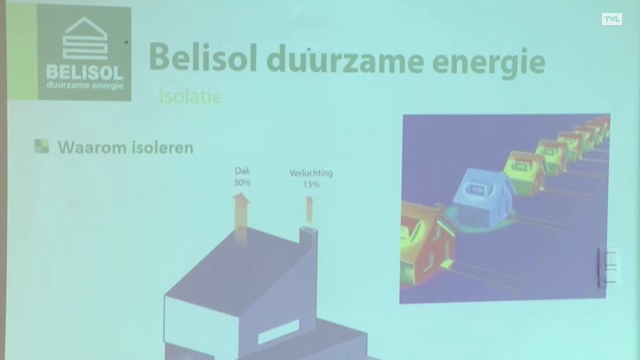 TVL
BELISOL
duurzame energie
Belisol duurzame energie
Isolatie
Waarom isoleren
Dak
30%
Verluchting
15%